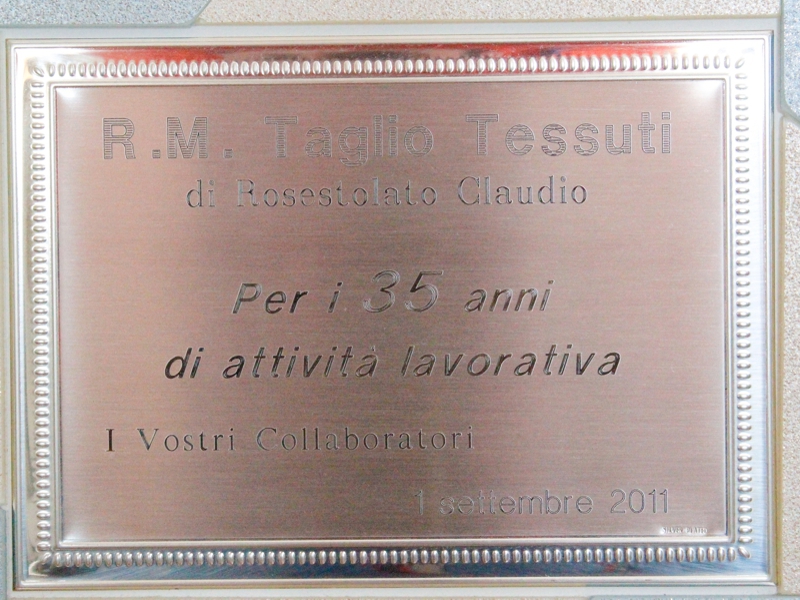 R.M. Taglio Tessuti
di Rosestolato Claudio
Per i 35 anni
di attività lavorativa
I Vostri Collaboratori
1 settembre 2011